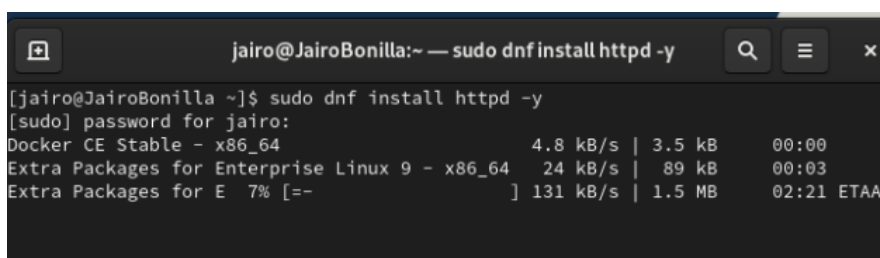 jairo@JairoBonilla:~ — sudo dnf install httpd -y
[jairo@JairoBonilla ~]$ sudo dnf install httpd -y
[sudo] password for jairo:
Docker CE Stable - x86_64 4.8 kB/s | 3.5 kB 00:00
Extra Packages for Enterprise Linux 9 - x86_64 24 kB/s | 89 kB 00:03
Extra Packages for E 7% [=- ] 131 kB/s | 1.5 MB 02:21 ETAA